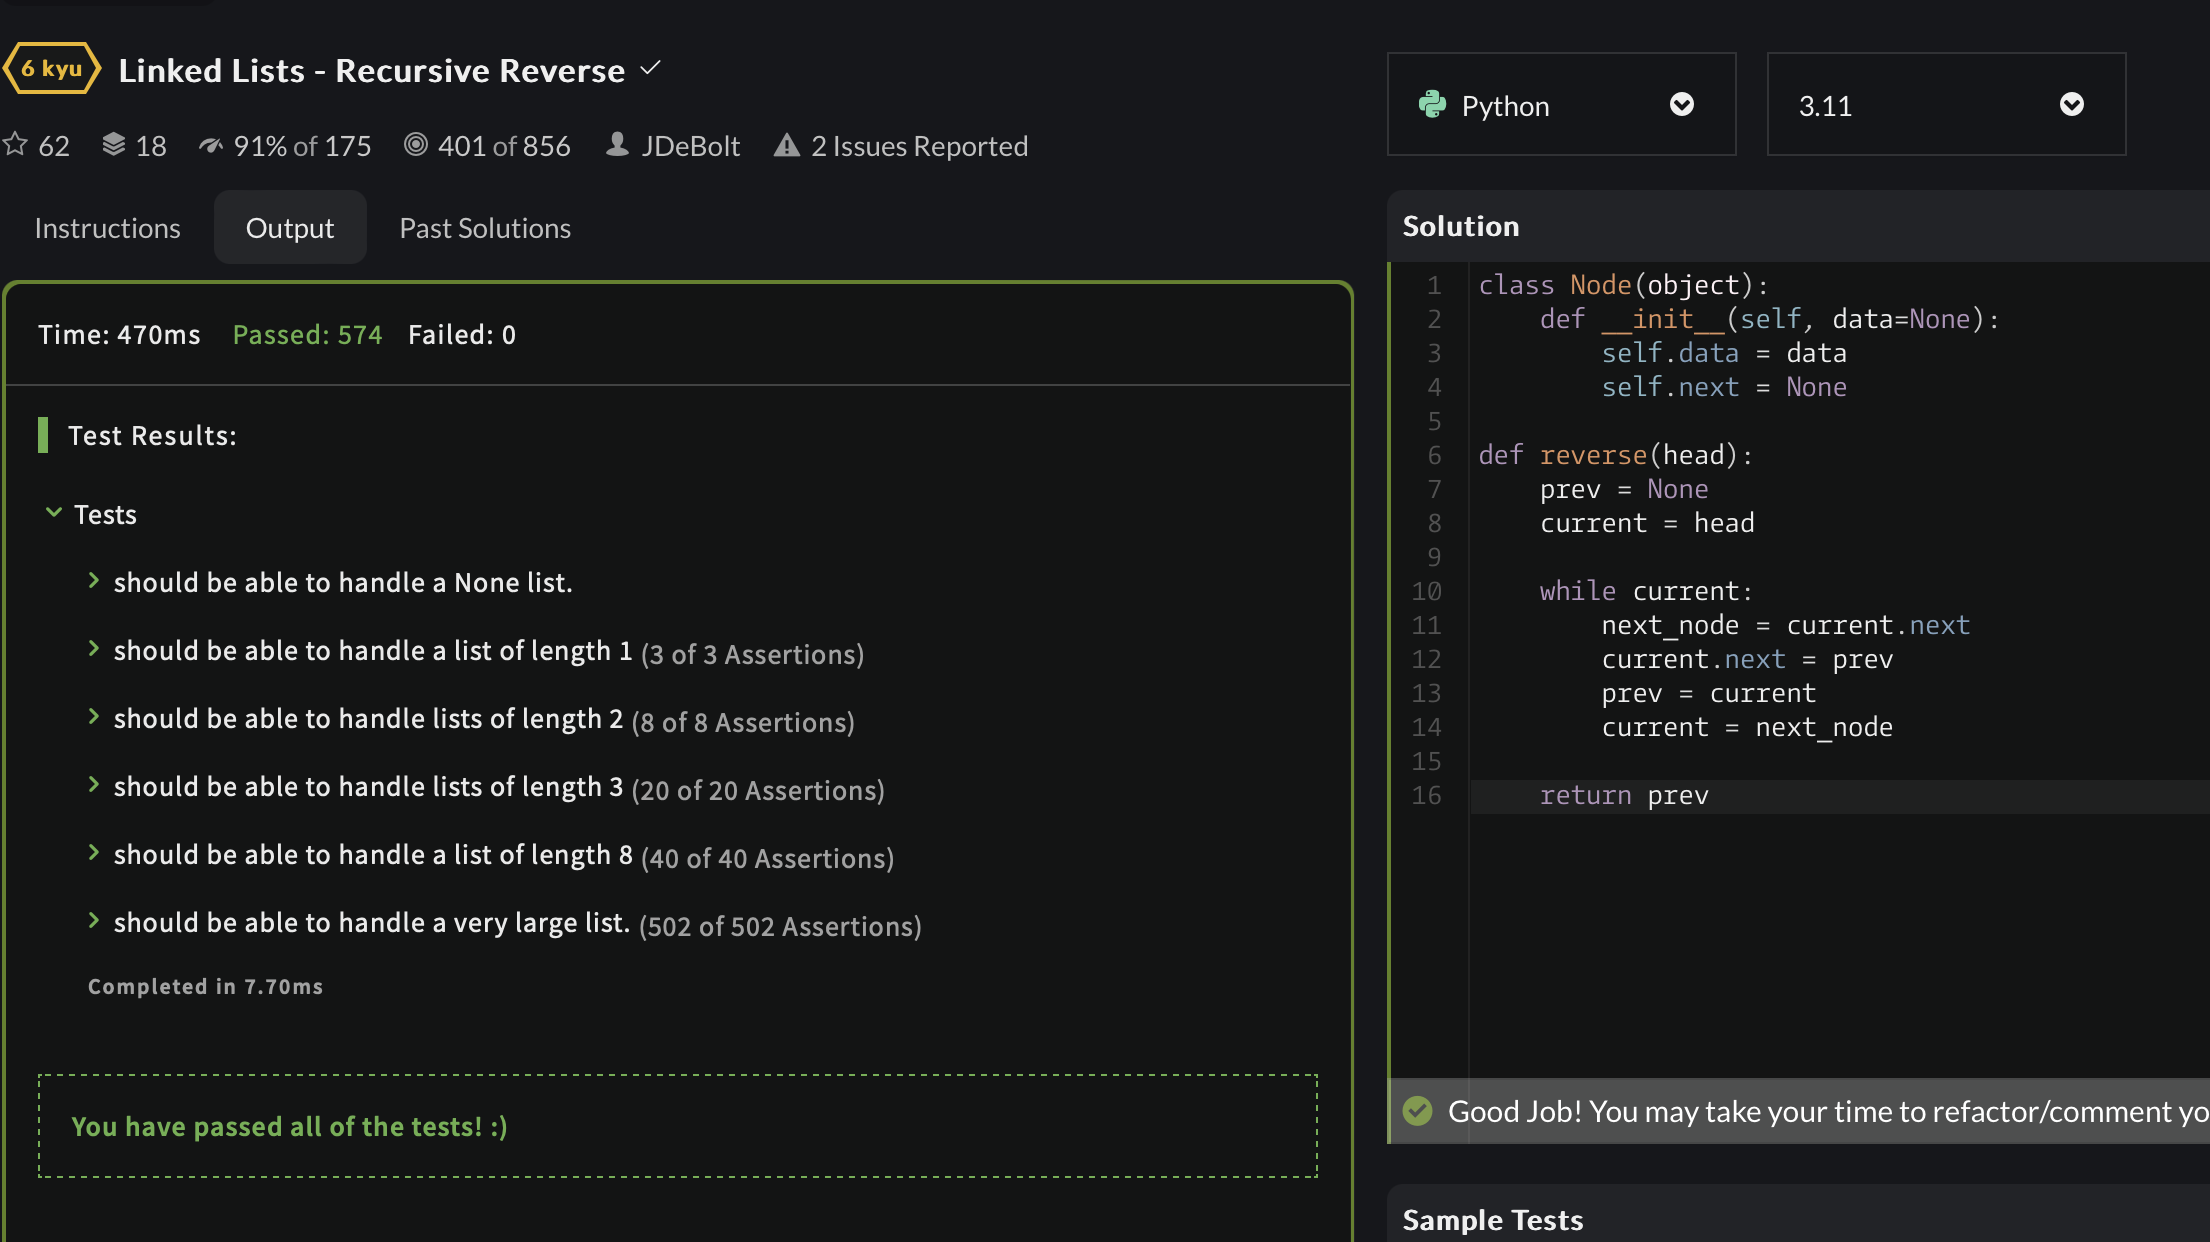 6 kyu Linked Lists - Recursive Reverse
62 18 91% of 175 401 of 856 JDeBolt 2 Issues Reported
Instructions Output Past Solutions
Time: 470ms Passed: 574 Failed: 0
Test Results:
Tests
should be able to handle a None list.
should be able to handle a list of length 1 (3 of 3 Assertions)
should be able to handle lists of length 2 (8 of 8 Assertions)
should be able to handle lists of length 3 (20 of 20 Assertions)
should be able to handle a list of length 8 (40 of 40 Assertions)
should be able to handle a very large list. (502 of 502 Assertions)
Completed in 7.70ms
You have passed all of the tests! :)
Python 3.11
Solution
1 class Node(object):
2     def __init__(self, data=None):
3         self.data = data
4         self.next = None
5
6 def reverse(head):
7     prev = None
8     current = head
9
10     while current:
11         next_node = current.next
12         current.next = prev
13         prev = current
14         current = next_node
15
16     return prev
Good Job! You may take your time to refactor/comment yo
Sample Tests